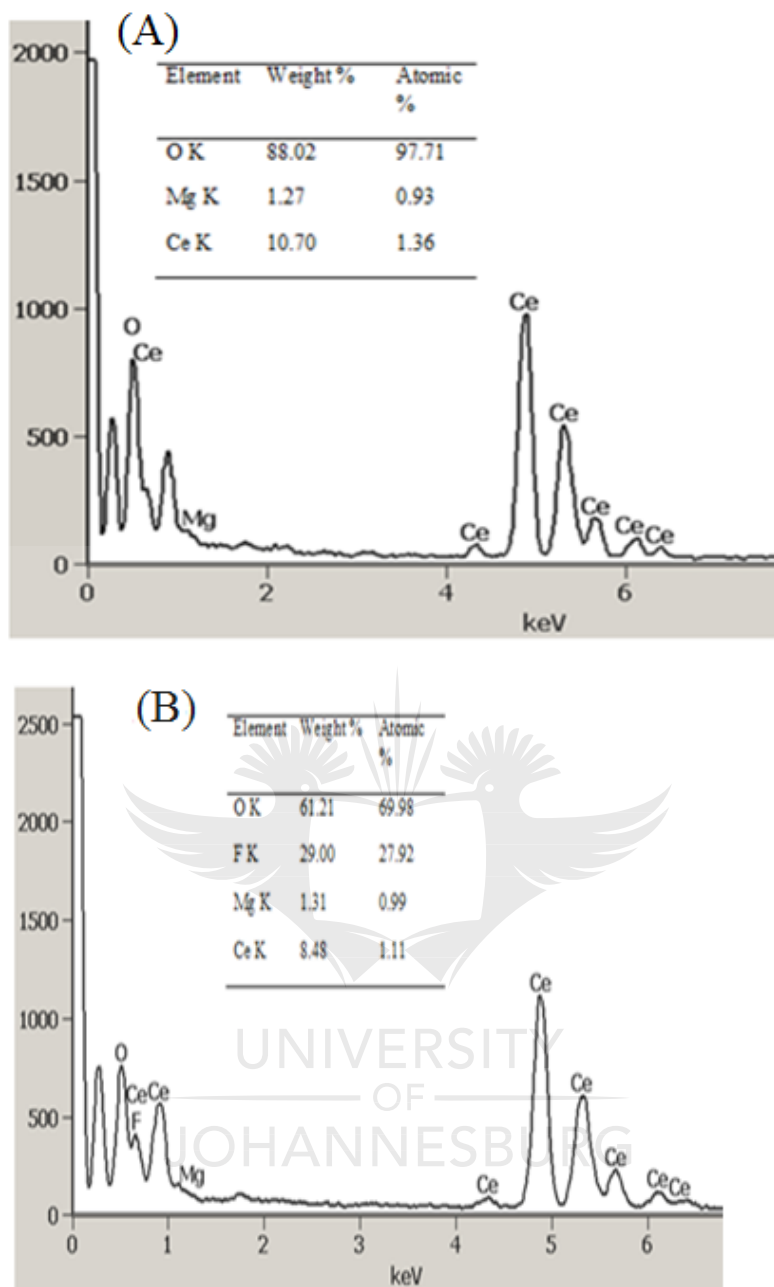 (A)
Element Weight % Atomic
%
O K 88.02 97.71
Mg K 1.27 0.93
Ce K 10.70 1.36
2000
1500
1000
500
0
O
Ce
Mg
Ce
Ce
Ce
Ce
Ce
Ce
0 2 4 6
keV
(B)
Element Weight % Atomic
%
O K 61.21 69.98
F K 29.00 27.92
Mg K 1.31 0.99
Ce K 8.48 1.11
2500
2000
1500
1000
500
0
O
Ce Ce
F
Mg
Ce
Ce
Ce
Ce
Ce Ce
UNIVERSITY
OF
JOHANNESBURG
0 1 2 3 4 5 6
keV